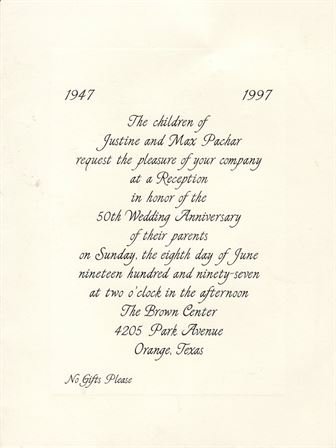 1947 1997
The children of
Justine and Max Pachar
request the pleasure of your company
at a Reception
in honor of the
50th Wedding Anniversary
of their parents
on Sunday, the eighth day of June
nineteen hundred and ninety-seven
at two o'clock in the afternoon
The Brown Center
4205 Park Avenue
Orange, Texas
No Gifts Please